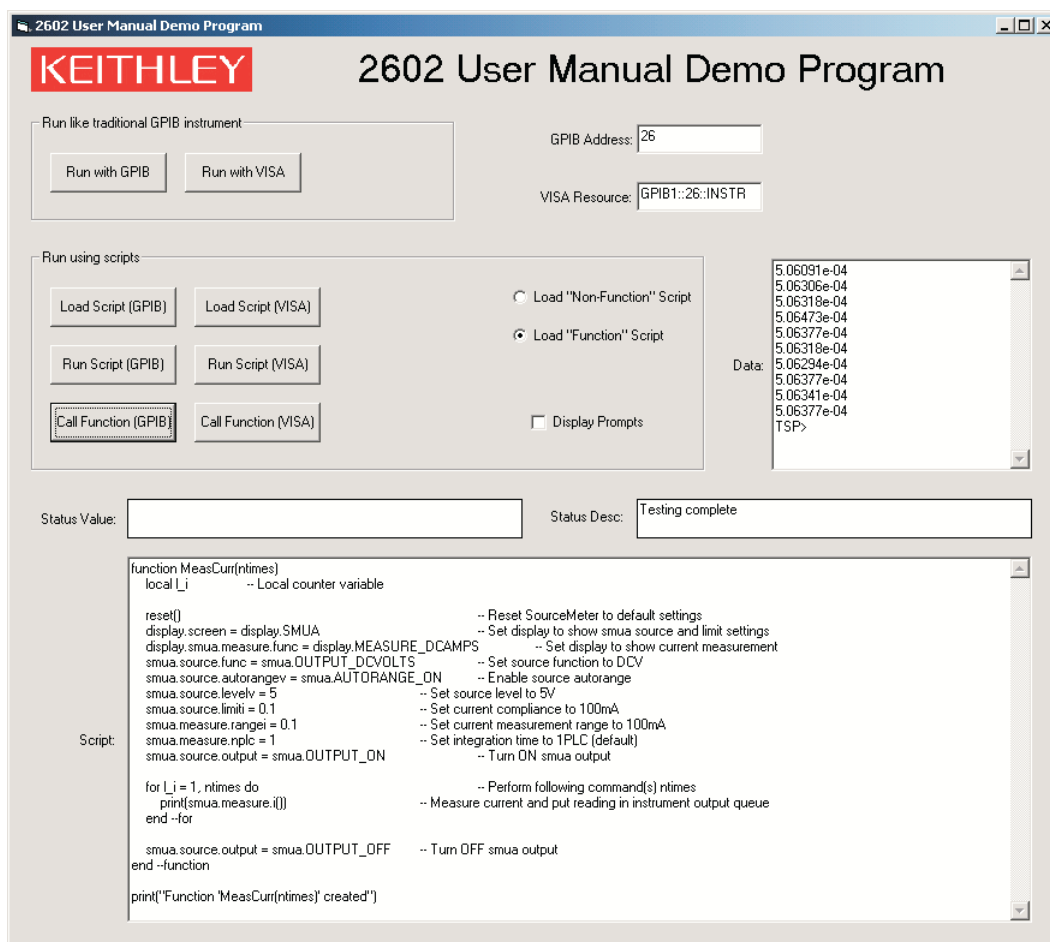 2602 User Manual Demo Program
KEITHLEY
2602 User Manual Demo Program
Run like traditional GPIB instrument
Run with GPIB
Run with VISA
GPIB Address:
26
VISA Resource:
GPIB1::26::INSTR
Run using scripts
Load Script (GPIB)
Load Script (VISA)
Load "Non-Function" Script
Load "Function" Script
Run Script (GPIB)
Run Script (VISA)
Call Function (GPIB)
Call Function (VISA)
Display Prompts
Data:
5.06091e-04
5.06306e-04
5.06318e-04
5.06473e-04
5.06377e-04
5.06318e-04
5.06294e-04
5.06377e-04
5.06341e-04
5.06377e-04
TSP>
Status Value:
Status Desc:
Testing complete
Script:
function MeasCurr(ntimes)
local l_i -- Local counter variable
reset() -- Reset SourceMeter to default settings
display.screen = display.SMUA -- Set display to show smua source and limit settings
display.smua.measure.func = display.MEASURE_DCAMPS -- Set display to show current measurement
smua.source.func = smua.OUTPUT_DCVOLTS -- Set source function to DCV
smua.source.autorangev = smua.AUTORANGE_ON -- Enable source autorange
smua.source.levelv = 5 -- Set source level to 5V
smua.source.limiti = 0.1 -- Set current compliance to 100mA
smua.measure.rangei = 0.1 -- Set current measurement range to 100mA
smua.measure.nplc = 1 -- Set integration time to 1PLC (default)
smua.source.output = smua.OUTPUT_ON -- Turn ON smua output
for l_i = 1, ntimes do -- Perform following command(s) ntimes
print(smua.measure.i()) -- Measure current and put reading in instrument output queue
end --for
smua.source.output = smua.OUTPUT_OFF -- Turn OFF smua output
end --function
print("Function 'MeasCurr(ntimes)' created")